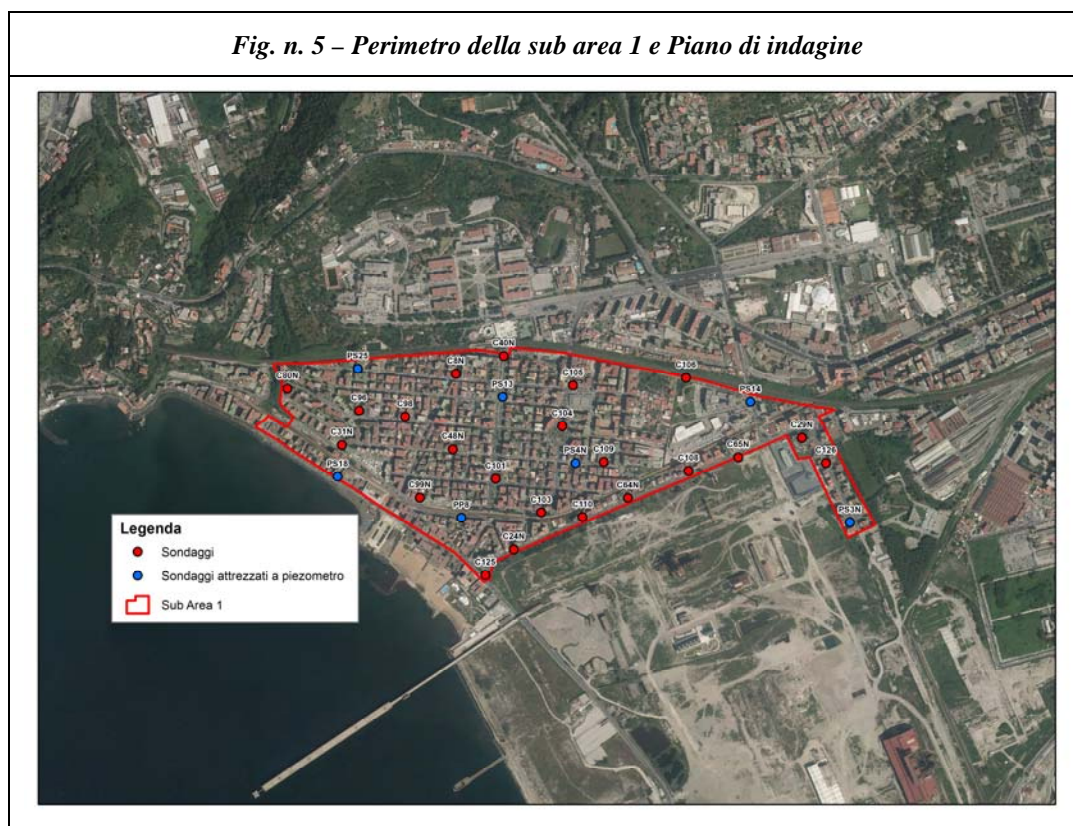 Fig. n. 5 – Perimetro della sub area 1 e Piano di indagine
C40N
PS25
C8N
C106
C105
C80N
PS13
PS14
C96
C98
C104
C29N
C31N
C48N
C65N
PS4N
C109
C126
C108
PS18
C101
C99N
C64N
PP8
C103
C110
PS3N
C24N
C125
Legenda
Sondaggi
Sondaggi attrezzati a piezometro
Sub Area 1